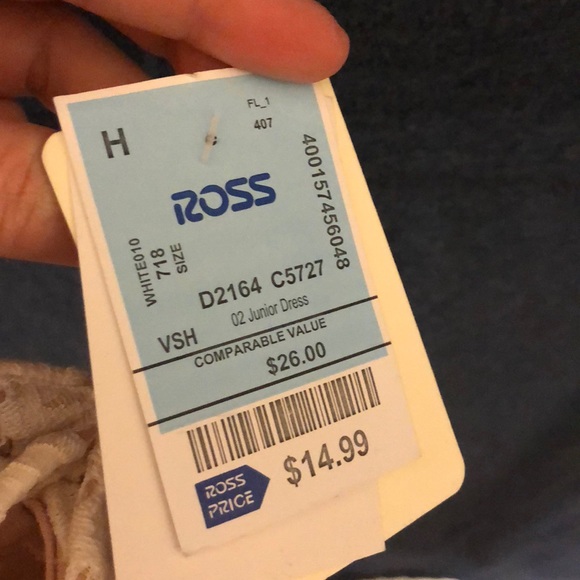 FL_1
H
407
400157456048
ROSS
WHITE010
718
SIZE
D2164 C5727
02 Junior Dress
VSH
COMPARABLE VALUE
$26.00
ROSS
PRICE
$14.99